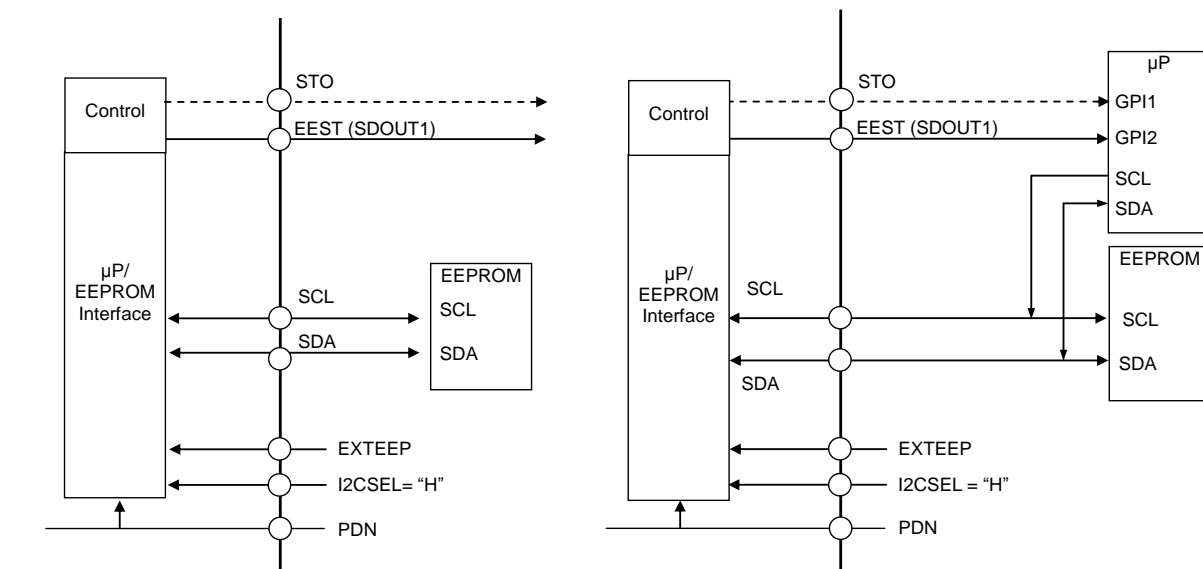 STO
Control
EEST (SDOUT1)
µP/
EEPROM
Interface
EEPROM
SCL
SCL
SDA
SDA
EXTEEP
I2CSEL= “H”
PDN
µP
STO
GPI1
Control
EEST (SDOUT1)
GPI2
SCL
SDA
EEPROM
µP/
EEPROM
Interface
SCL
SCL
SDA
SDA
EXTEEP
I2CSEL = “H”
PDN